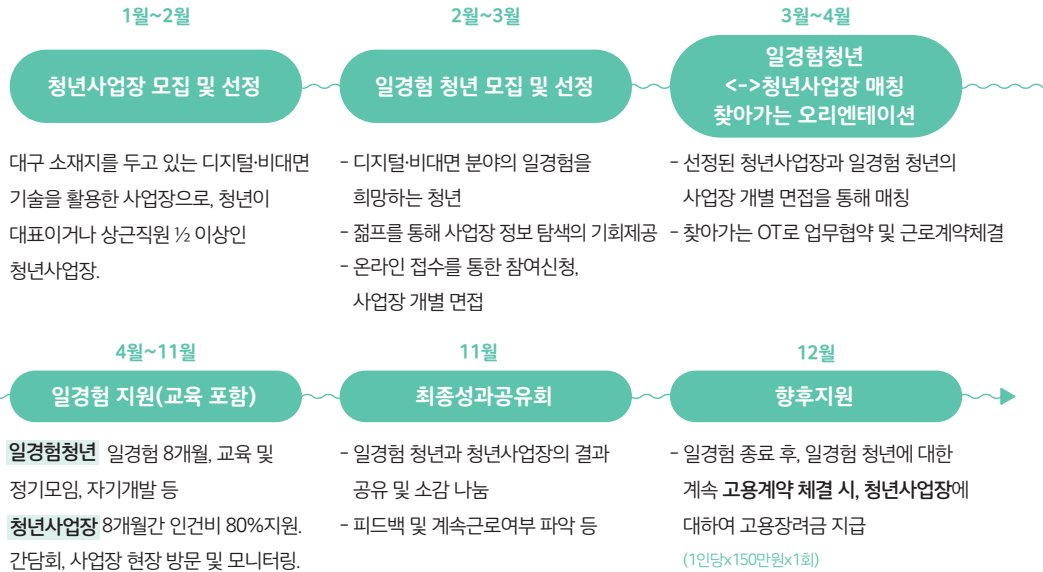 1월~2월
청년사업장 모집 및 선정
대구 소재지를 두고 있는 디지털·비대면
기술을 활용한 사업장으로, 청년이
대표이거나 상근직원 ½ 이상인
청년사업장.
2월~3월
일경험 청년 모집 및 선정
- 디지털·비대면 분야의 일경험을
희망하는 청년
- 젊프를 통해 사업장 정보 탐색의 기회제공
- 온라인 접수를 통한 참여신청,
사업장 개별 면접
3월~4월
일경험청년
<->청년사업장 매칭
찾아가는 오리엔테이션
- 선정된 청년사업장과 일경험 청년의
사업장 개별 면접을 통해 매칭
- 찾아가는 OT로 업무협약 및 근로계약체결
4월~11월
일경험 지원(교육 포함)
일경험청년 일경험 8개월, 교육 및
정기모임, 자기개발 등
청년사업장 8개월간 인건비 80%지원.
간담회, 사업장 현장 방문 및 모니터링.
11월
최종성과공유회
- 일경험 청년과 청년사업장의 결과
공유 및 소감 나눔
- 피드백 및 계속근로여부 파악 등
12월
향후지원
- 일경험 종료 후, 일경험 청년에 대한
계속 고용계약 체결 시, 청년사업장에
대하여 고용장려금 지급
(1인당x150만원x1회)